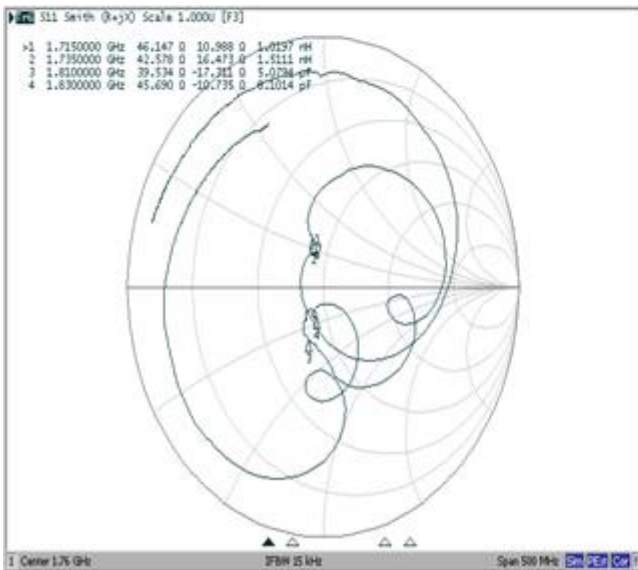 S11 Smith (R+jX) Scale 1.000U [F3]
>1 1.7150000 GHz 46.147 Ω 10.988 Ω 1.0197 nH
2 1.7350000 GHz 42.578 Ω 16.473 Ω 1.5111 nH
3 1.8100000 GHz 39.534 Ω -17.311 Ω pF
4 1.8300000 GHz 45.690 Ω -10.735 Ω 8.1014 pF
1 Center 1.76 GHz IFBW 15 kHz Span 500 MHz Sim Cor